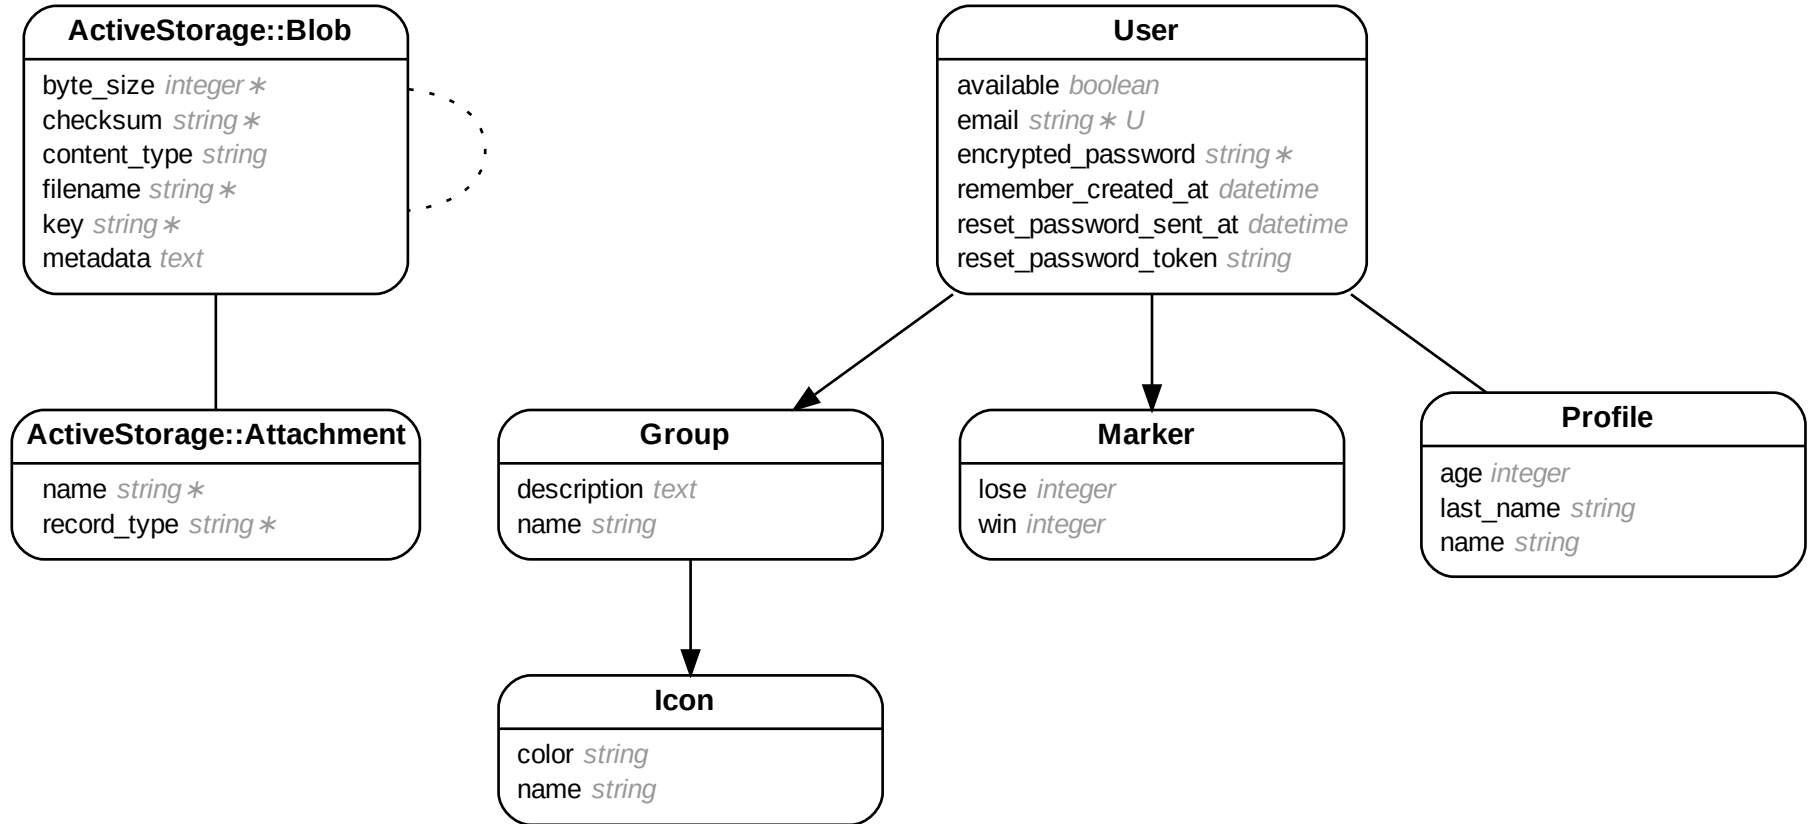 ActiveStorage::Blob
byte_size integer ∗
checksum string ∗
content_type string
filename string ∗
key string ∗
metadata text
User
available boolean
email string ∗ U
encrypted_password string ∗
remember_created_at datetime
reset_password_sent_at datetime
reset_password_token string
ActiveStorage::Attachment
name string ∗
record_type string ∗
Group
description text
name string
Marker
lose integer
win integer
Profile
age integer
last_name string
name string
Icon
color string
name string